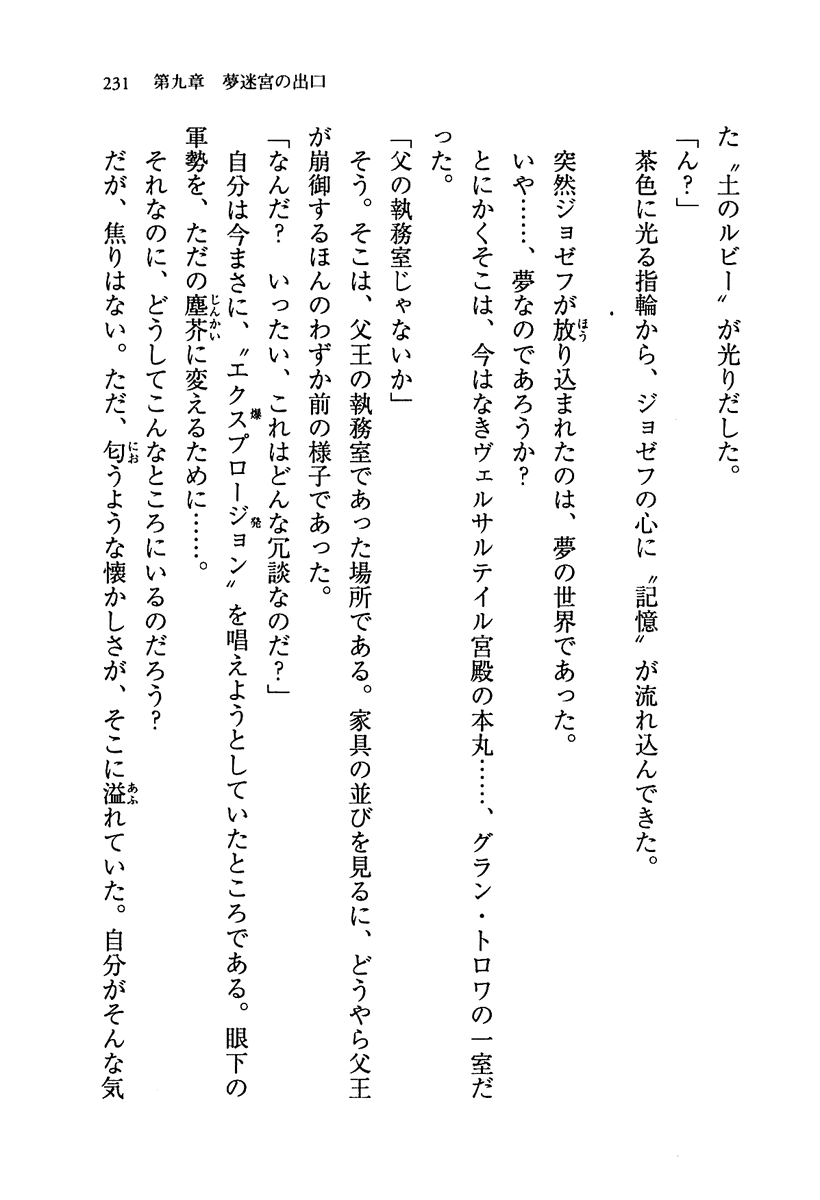 231　第九章　夢迷宮の出口
た〝土のルビー〟が光りだした。
「ん？」
　茶色に光る指輪から、ジョゼフの心に〝記憶〟が流れ込んできた。
　突然ジョゼフが放り込まれたのは、夢の世界であった。
　いや……、夢なのであろうか？
　とにかくそこは、今はなきヴェルサルテイル宮殿の本丸……、グラン・トロワの一室だ
った。
「父の執務室じゃないか」
　そう。そこは、父王の執務室であった場所である。家具の並びを見るに、どうやら父王
が崩御するほんのわずか前の様子であった。
「なんだ？　いったい、これはどんな冗談なのだ？」
　自分は今まさに、〝エクスプロージョン〟を唱えようとしていたところである。眼下の
軍勢を、ただの塵芥に変えるために……。
　それなのに、どうしてこんなところにいるのだろう？
　だが、焦りはない。ただ、匂うような懐かしさが、そこに溢れていた。自分がそんな気
ほう
爆発
じんかい
にお
あふ